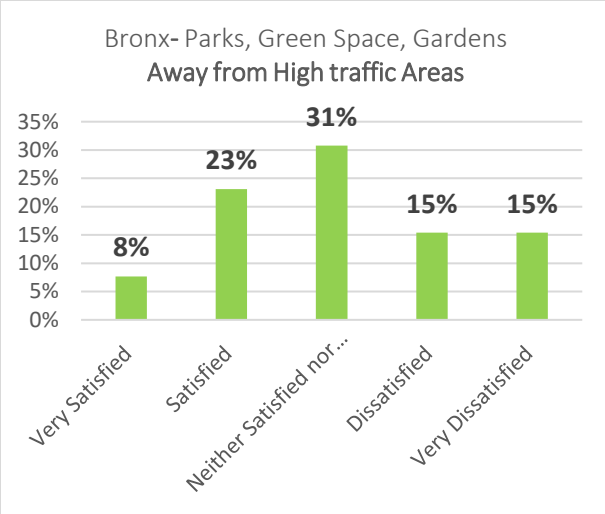 Bronx- Parks, Green Space, Gardens
Away from High traffic Areas
35%
30%
25%
20%
15%
10%
5%
0%
8%
23%
31%
15%
15%
Very Satisfied
Satisfied
Neither Satisfied nor...
Dissatisfied
Very Dissatisfied